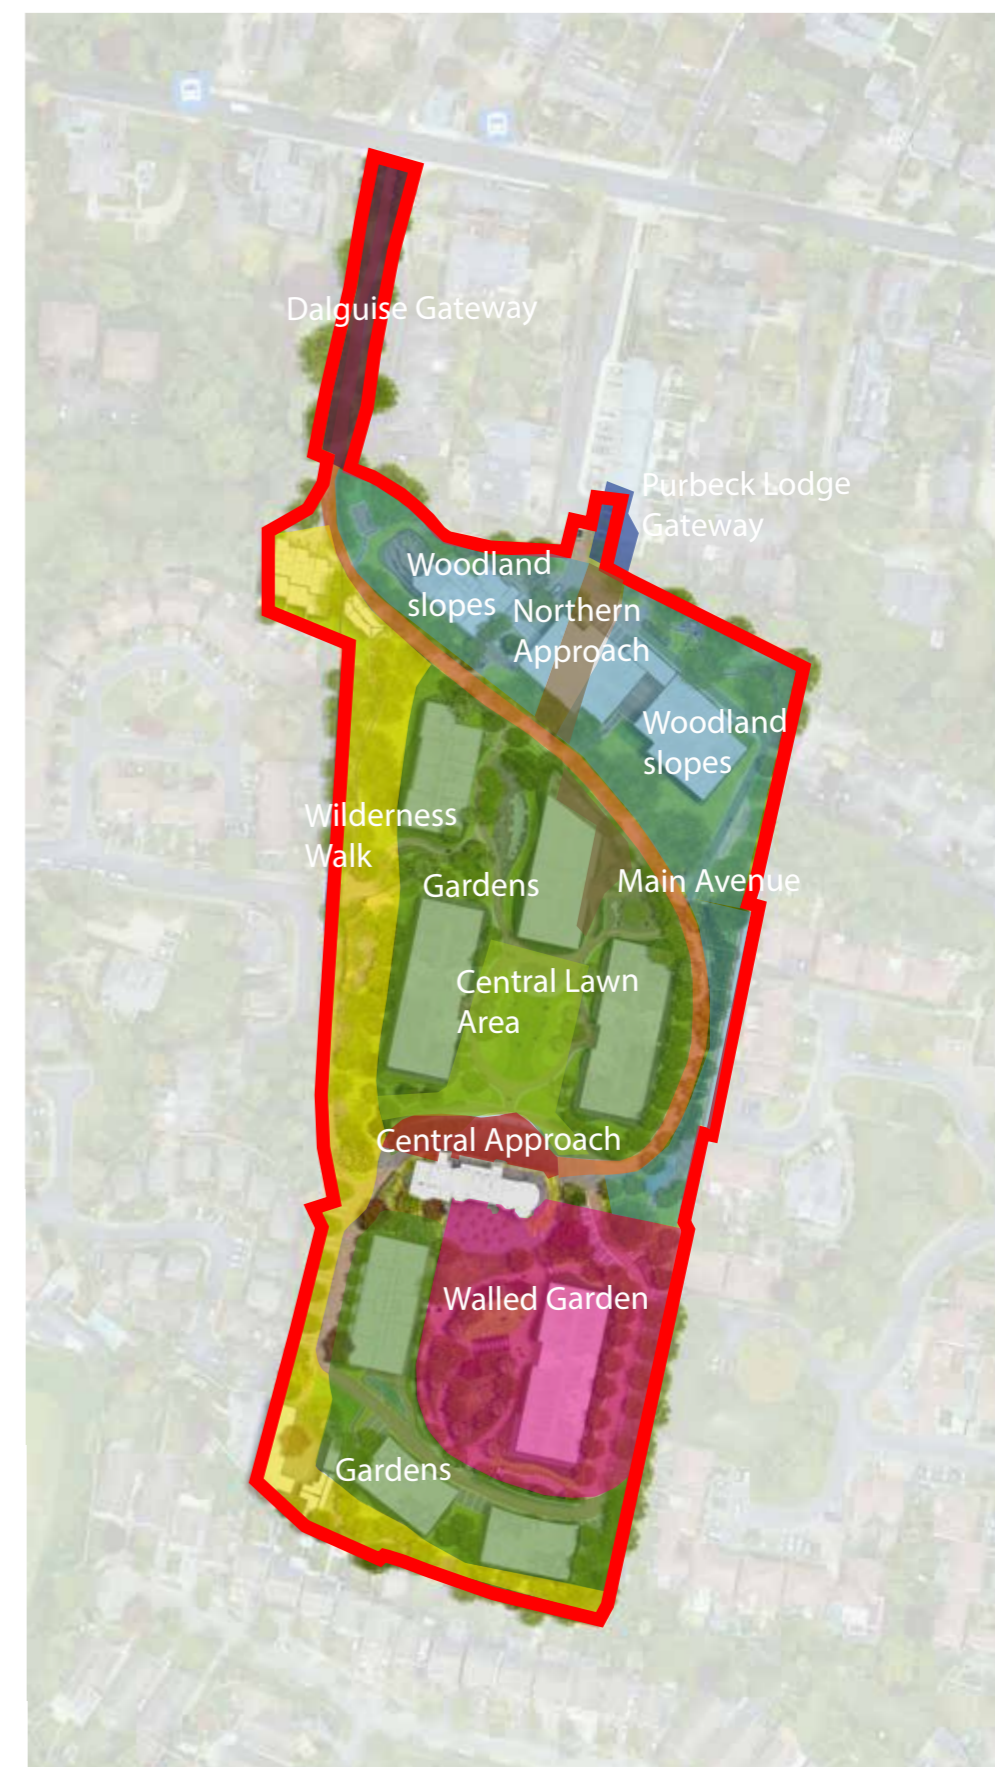 Dalguise Gateway
Purbeck Lodge
Gateway
Woodland
slopes
Northern
Approach
Woodland
slopes
Wilderness
Walk
Gardens
Main Avenue
Central Lawn
Area
Central Approach
Walled Garden
Gardens